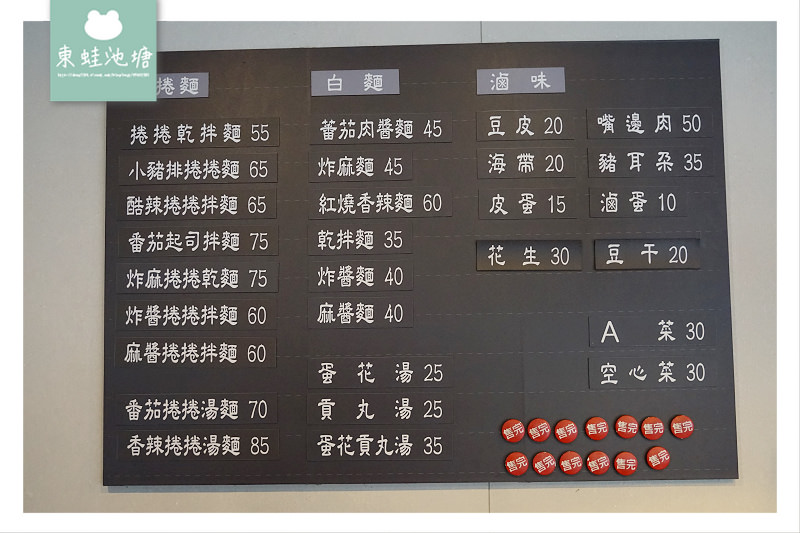 東蛙池塘
捲麵
捲捲乾拌麵 55
小豬排捲捲麵 65
酷辣捲捲拌麵 65
番茄起司拌麵 75
炸麻捲捲乾麵 75
炸醬捲捲拌麵 60
麻醬捲捲拌麵 60
番茄捲捲湯麵 70
香辣捲捲湯麵 85
白麵
蕃茄肉醬麵 45
炸麻麵 45
紅燒香辣麵 60
乾拌麵 35
炸醬麵 40
麻醬麵 40
蛋花湯 25
貢丸湯 25
蛋花貢丸湯 35
滷味
豆皮 20
海帶 20
皮蛋 15
花生 30
嘴邊肉 50
豬耳朵 35
滷蛋 10
豆干 20
A菜 30
空心菜 30
售完 售完 售完 售完 售完 售完 售完
售完 售完 售完 售完 售完 售完